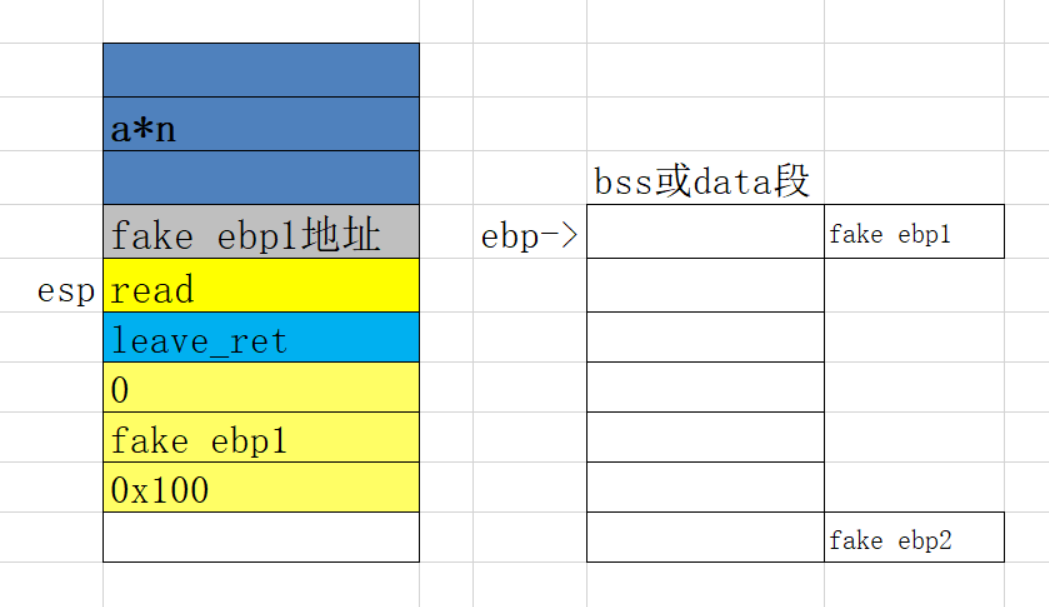 a*n
bss或data段
fake ebp1地址
ebp->
fake ebp1
esp
read
leave_ret
0
fake ebp1
0x100
fake ebp2